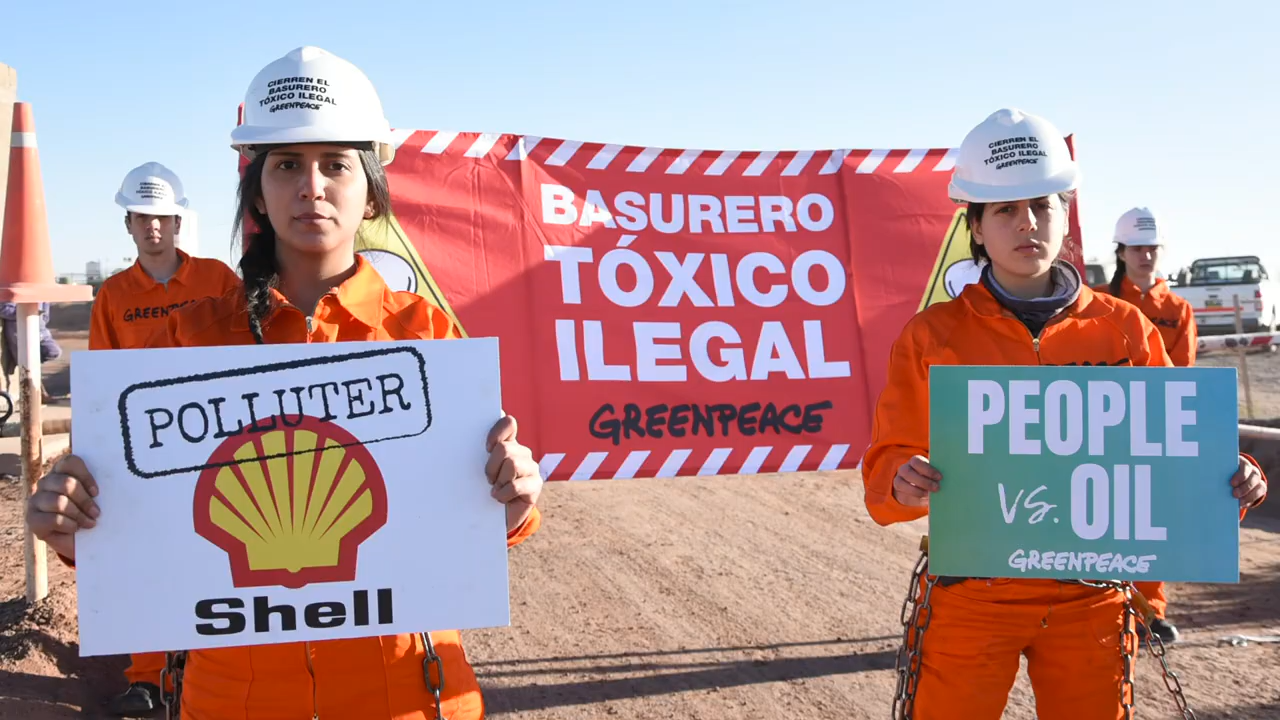 CIERREN EL
BASURERO
TÓXICO ILEGAL
GREENPEACE
CIERREN EL
BASURERO
TÓXICO ILEGAL
GREENPEACE
GREENPEACE
BASURERO
TÓXICO
ILEGAL
GREENPEACE
POLLUTER
Shell
PEOPLE
VS. OIL
GREENPEACE